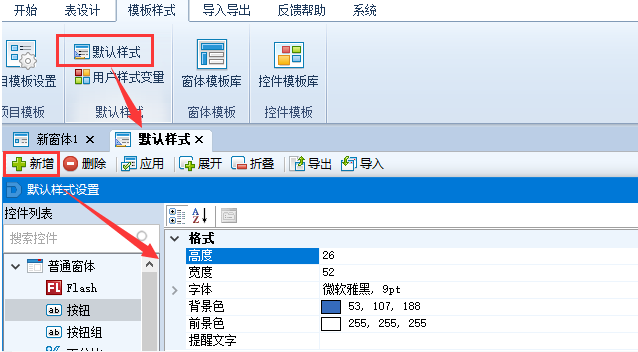 开始 表设计 模板样式 导入导出 反馈帮助 系统
默认样式
目模板设置 用户样式变量 窗体模板库 控件模板库
项目模板 默认样式 窗体模板 控件模板
新窗体1 × 默认样式 ×
新增 删除 应用 展开 折叠 导出 导入
默认样式设置
控件列表
搜索控件
格式
普通窗体
高度 26
Flash
宽度 52
字体 微软雅黑, 9pt
按钮
背景色 53, 107, 188
按钮组
前景色 255, 255, 255
提醒文字